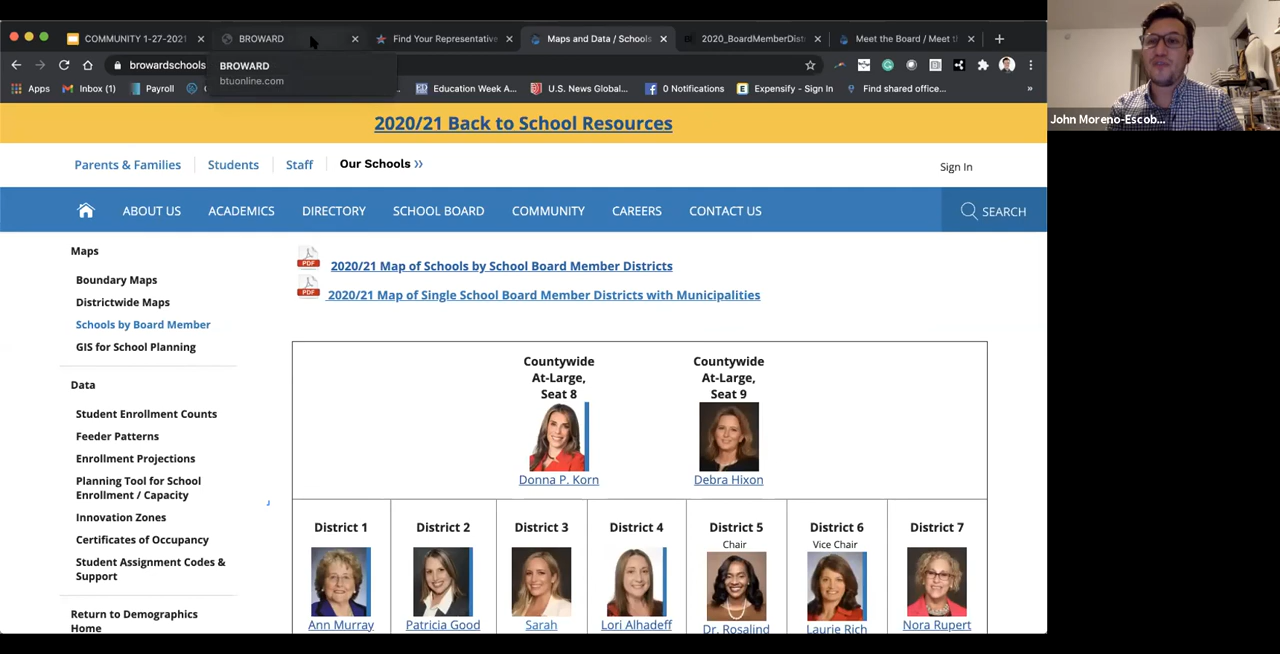 COMMUNITY 1-27-2021
BROWARD
Find Your Representative
Maps and Data / Schools
2020_BoardMemberDist
Meet the Board / Meet t
browardschools
BROWARD
btuonline.com
Apps
Inbox (1)
Payroll
Education Week A...
U.S. News Global...
0 Notifications
Expensify - Sign In
Find shared office...
»
John Moreno-Escob...
2020/21 Back to School Resources
Parents & Families
Students
Staff
Our Schools »
Sign In
ABOUT US
ACADEMICS
DIRECTORY
SCHOOL BOARD
COMMUNITY
CAREERS
CONTACT US
SEARCH
Maps
Boundary Maps
Districtwide Maps
Schools by Board Member
GIS for School Planning
Data
Student Enrollment Counts
Feeder Patterns
Enrollment Projections
Planning Tool for School
Enrollment / Capacity
Innovation Zones
Certificates of Occupancy
Student Assignment Codes &
Support
Return to Demographics
Home
PDF
2020/21 Map of Schools by School Board Member Districts
PDF
2020/21 Map of Single School Board Member Districts with Municipalities
Countywide
At-Large,
Seat 8
Donna P. Korn
Countywide
At-Large,
Seat 9
Debra Hixon
District 1
Ann Murray
District 2
Patricia Good
District 3
Sarah
District 4
Lori Alhadeff
District 5
Chair
Dr. Rosalind
District 6
Vice Chair
Laurie Rich
District 7
Nora Rupert